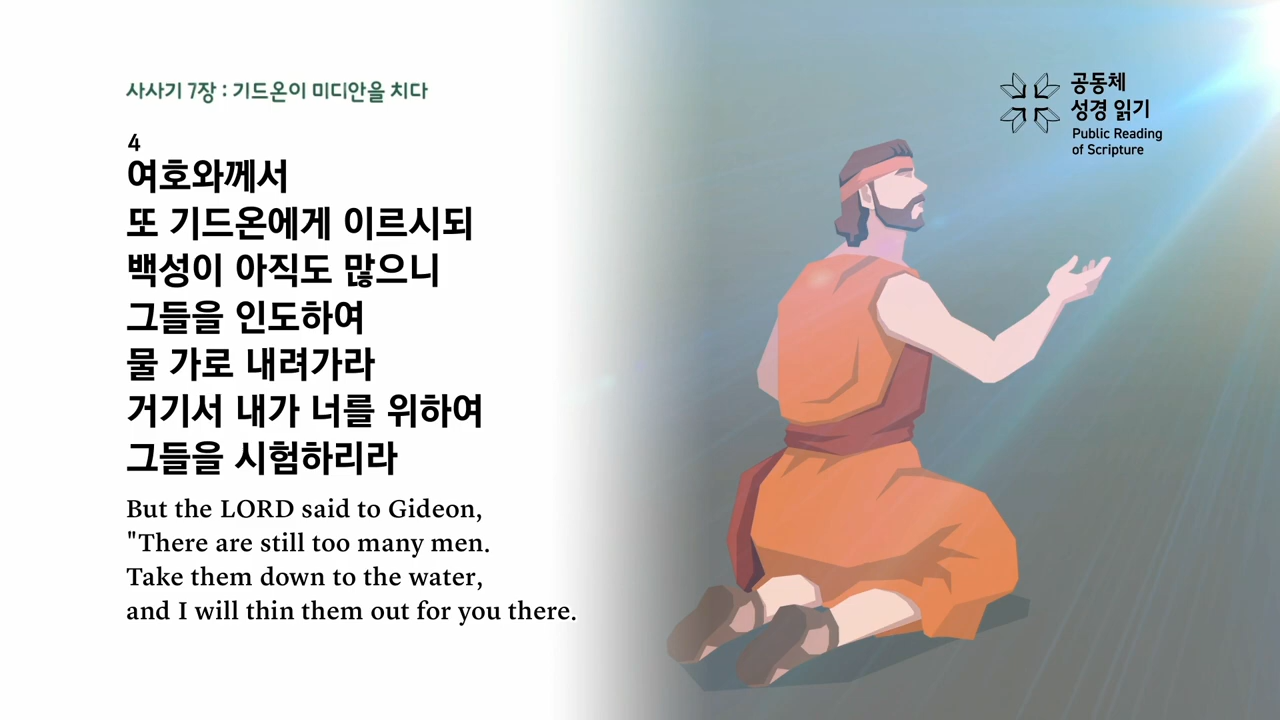 사사기 7장 : 기드온이 미디안을 치다
공동체
성경 읽기
Public Reading
of Scripture
4
여호와께서
또 기드온에게 이르시되
백성이 아직도 많으니
그들을 인도하여
물 가로 내려가라
거기서 내가 너를 위하여
그들을 시험하리라
But the LORD said to Gideon,
"There are still too many men.
Take them down to the water,
and I will thin them out for you there.